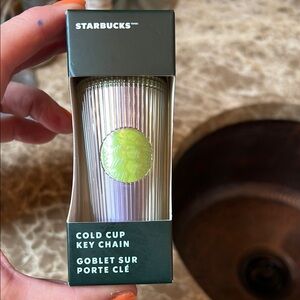 STARBUCKS
COLD CUP
KEY CHAIN
GOBLET SUR
PORTE CLÉ